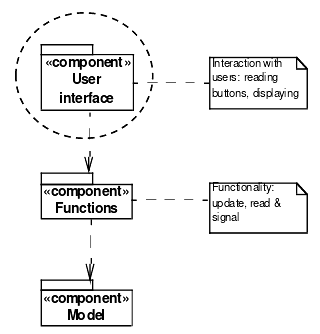 «component»
User
interface
Interaction with
users: reading
buttons, displaying
«component»
Functions
Functionality:
update, read &
signal
«component»
Model